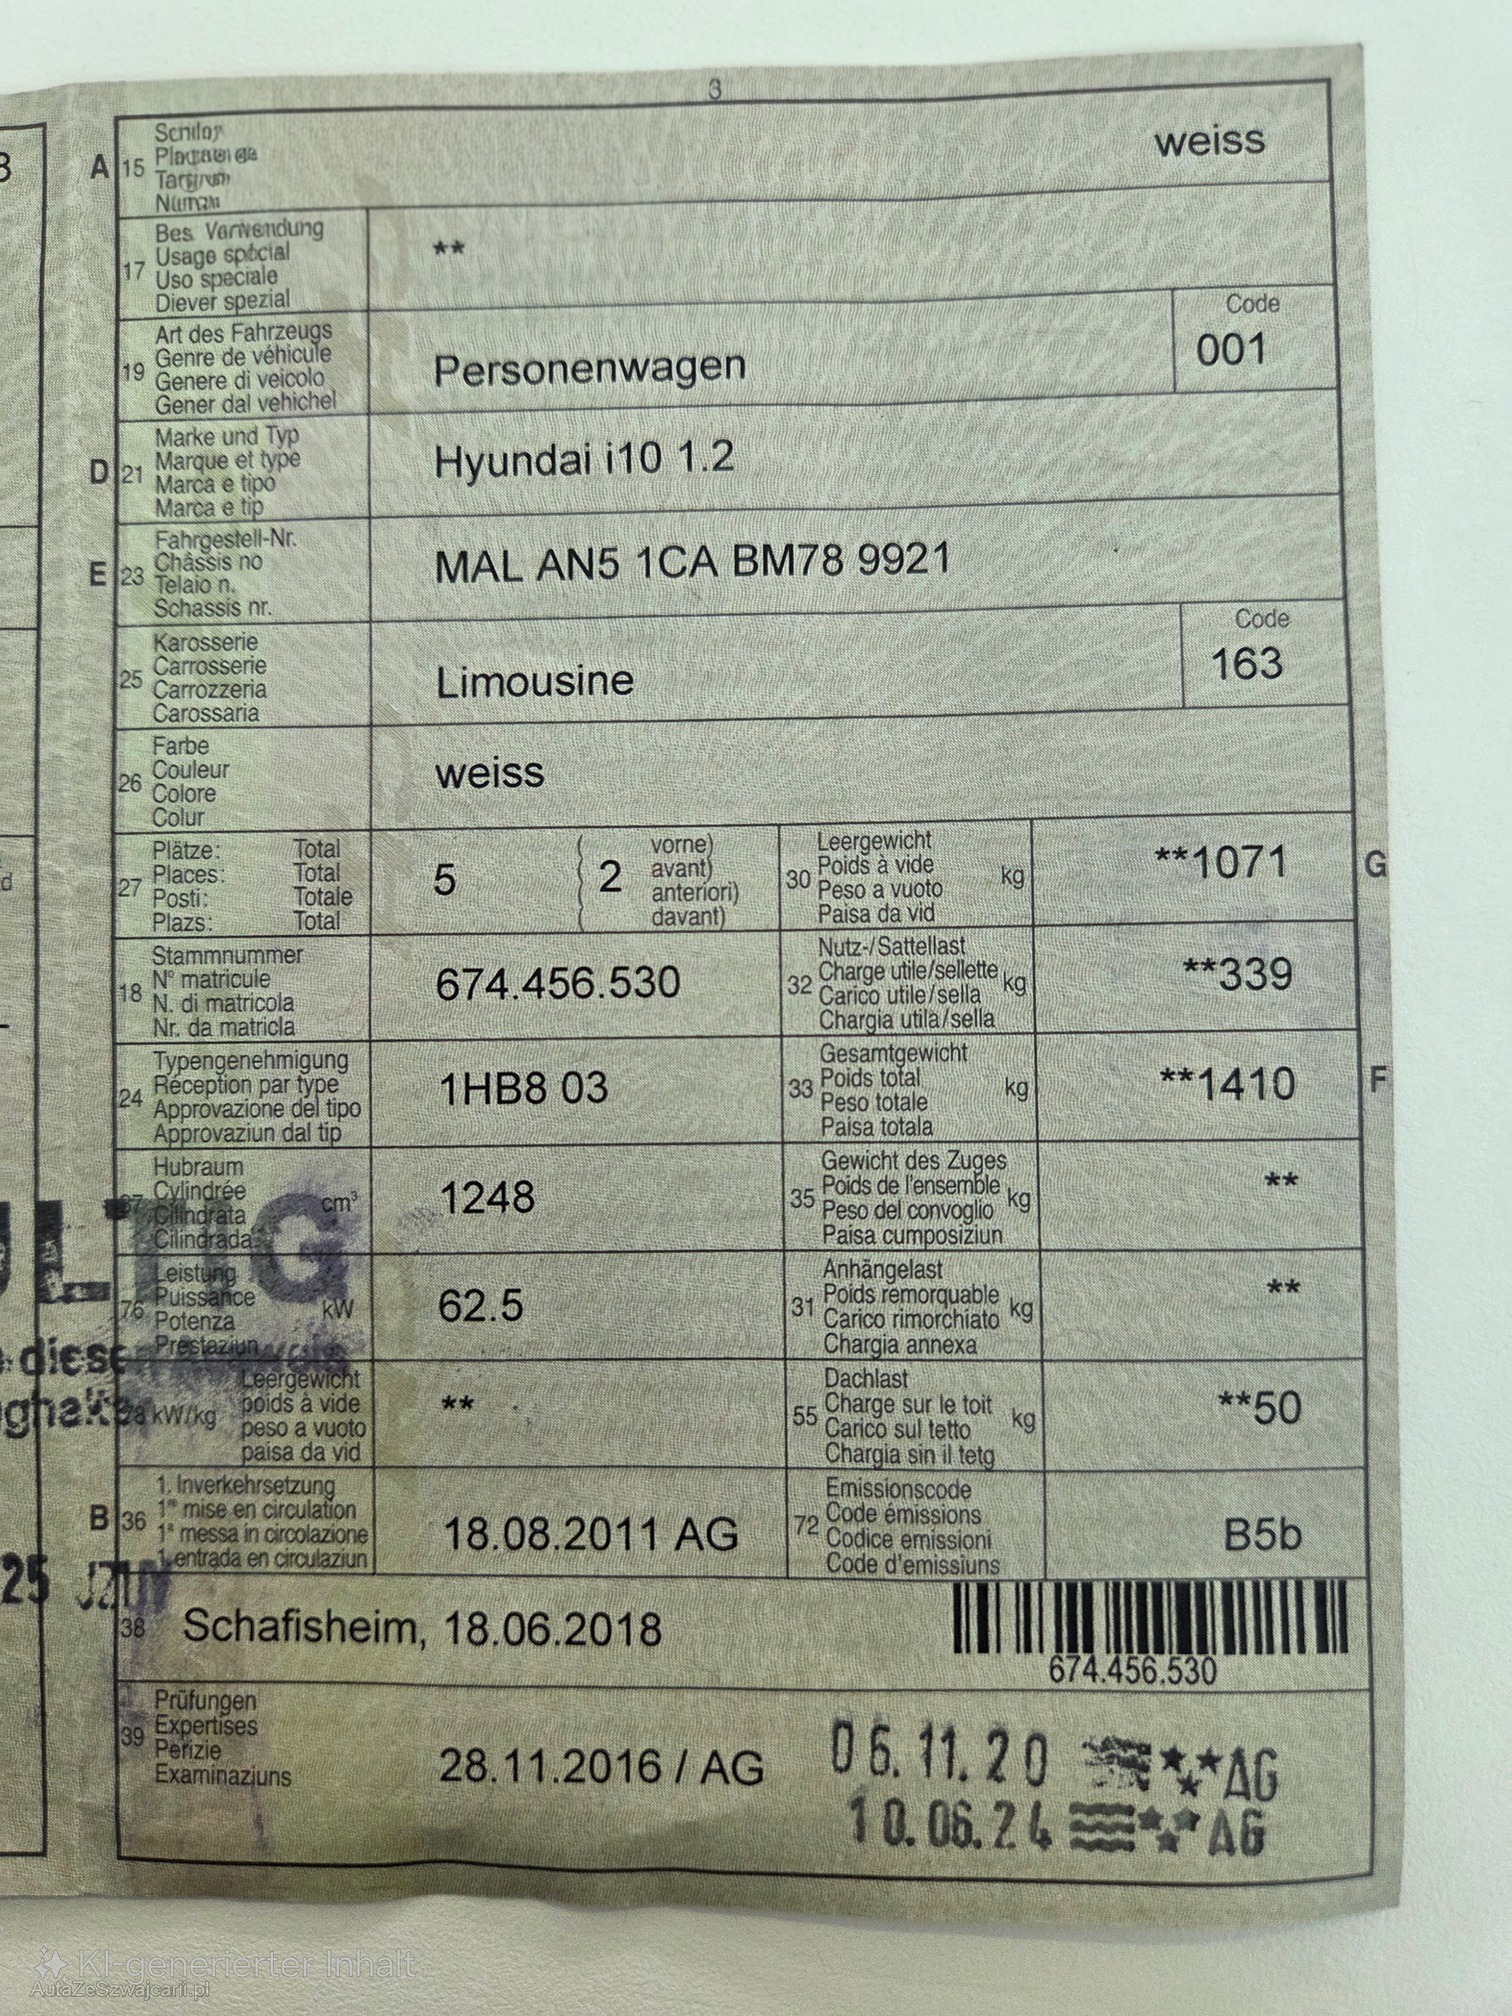 3
A 15
weiss
17 Bes. Verwendung
Usage spécial
Uso speciale
Diever spezial
**
19 Art des Fahrzeugs
Genre de véhicule
Genere di veicolo
Gener dal vehichel
Personenwagen
Code
001
D 21 Marke und Typ
Marque et type
Marca e tipo
Marca e tip
Hyundai i10 1.2
E 23 Fahrgestell-Nr.
Châssis no
Telaio n.
Schassis nr.
MAL AN5 1CA BM78 9921
25 Karosserie
Carrosserie
Carrozzeria
Carossaria
Limousine
Code
163
26 Farbe
Couleur
Colore
Colur
weiss
27 Plätze: Total
Places: Total
Posti: Totale
Plazs: Total
5
2
vorne)
avant)
anteriori)
davant)
30 Leergewicht
Poids à vide
Peso a vuoto
Paisa da vid
kg
**1071
G
18 Stammnummer
N° matricule
N. di matricola
Nr. da matricla
674.456.530
32 Nutz-/Sattellast
Charge utile/sellette
Carico utile/sella
Chargia utila/sella
kg
**339
24 Typengenehmigung
Réception par type
Approvazione del tipo
Approvaziun dal tip
1HB8 03
33 Gesamtgewicht
Poids total
Peso totale
Paisa totala
kg
**1410
F
Hubraum
Cylindrée
Cilindrata
Cilindrada
cm³
1248
35 Gewicht des Zuges
Poids de l'ensemble
Peso del convoglio
Paisa cumposiziun
kg
**
76 Leistung
Puissance
Potenza
Prestaziun
kW
62.5
31 Anhängelast
Poids remorquable
Carico rimorchiato
Chargia annexa
kg
**
kW/kg
Leergewicht
poids à vide
peso a vuoto
paisa da vid
**
55 Dachlast
Charge sur le toit
Carico sul tetto
Chargia sin il tetg
kg
**50
B 36 1. Inverkehrsetzung
1re mise en circulation
1a messa in circolazione
1. entrada en circulaziun
18.08.2011 AG
72 Emissionscode
Code émissions
Codice emissioni
Code d'emissiuns
B5b
38 Schafisheim, 18.06.2018
674.456.530
39 Prüfungen
Expertises
Perizie
Examinaziuns
28.11.2016 / AG
06.11.20 AG
10.06.24 AG
KI-generierter Inhalt
AutaZeSzwajcarii.pl